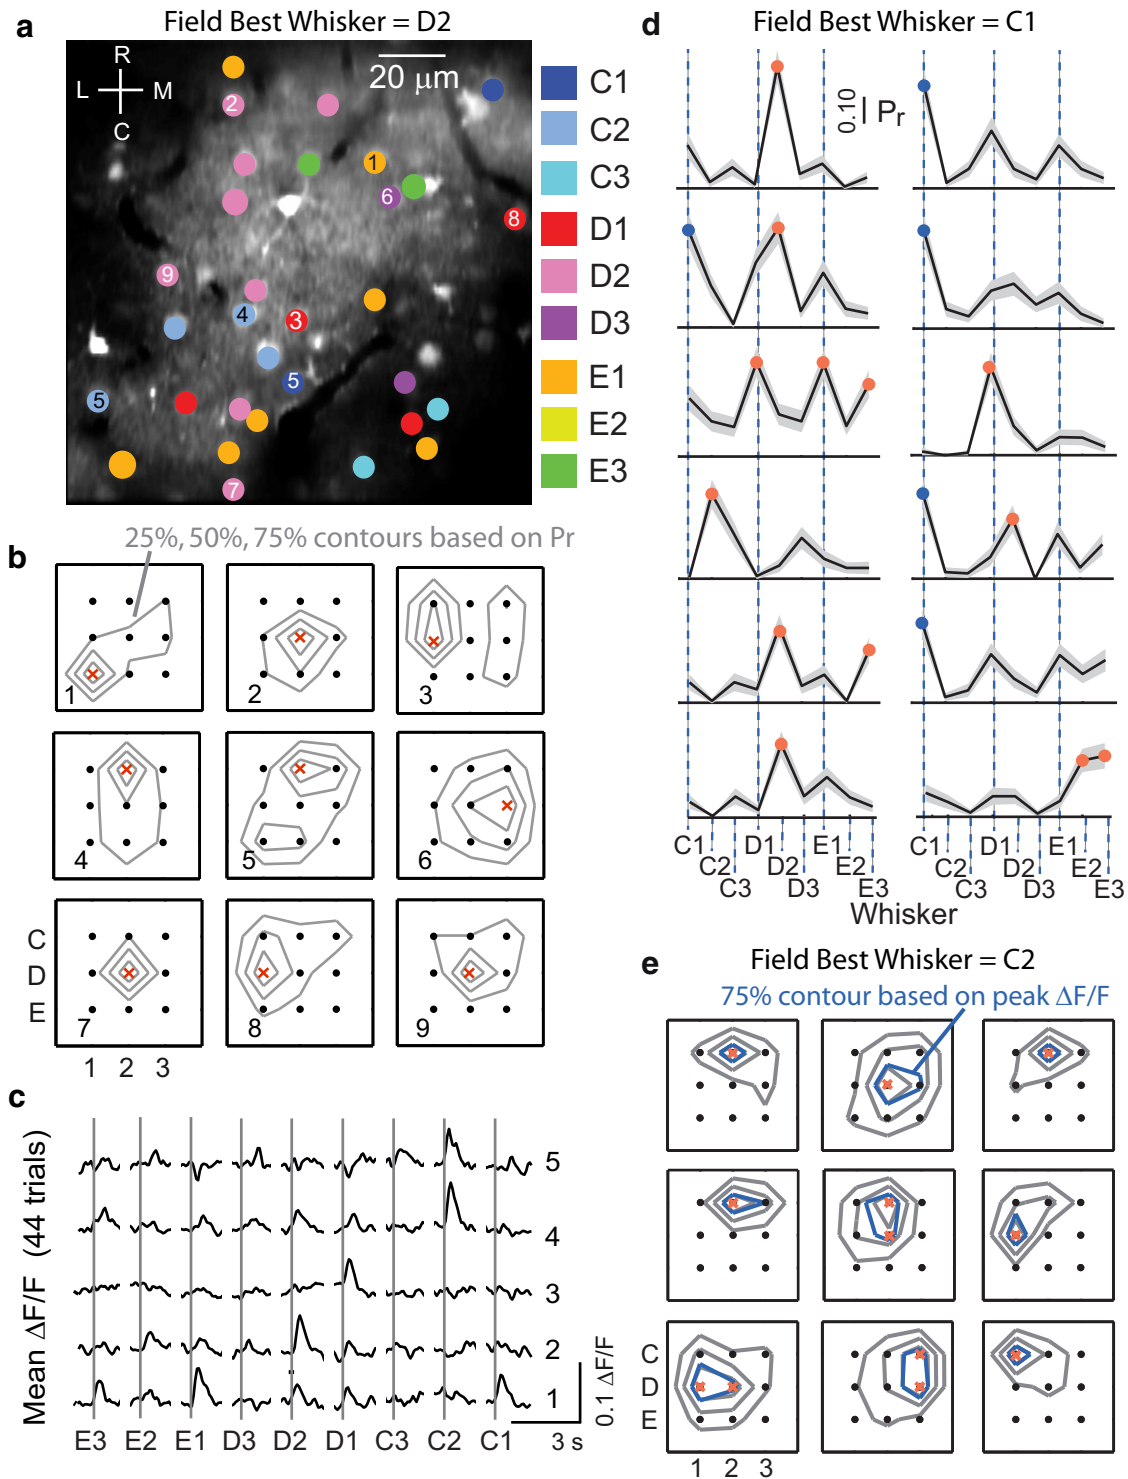 a
Field Best Whisker = D2
R
L
M
C
20 μm
2
1
6
8
9
4
3
5
5
7
C1
C2
C3
D1
D2
D3
E1
E2
E3
b
25%, 50%, 75% contours based on Pr
1
2
3
4
5
6
C
D
E
7
8
9
1 2 3
c
Mean ΔF/F (44 trials)
5
4
3
2
1
0.1 ΔF/F
3 s
E3 E2 E1 D3 D2 D1 C3 C2 C1
d
Field Best Whisker = C1
0.10
Pr
C1 C2 C3 D1 D2 D3 E1 E2 E3
C1 C2 C3 D1 D2 D3 E1 E2 E3
Whisker
e
Field Best Whisker = C2
75% contour based on peak ΔF/F
C
D
E
1 2 3